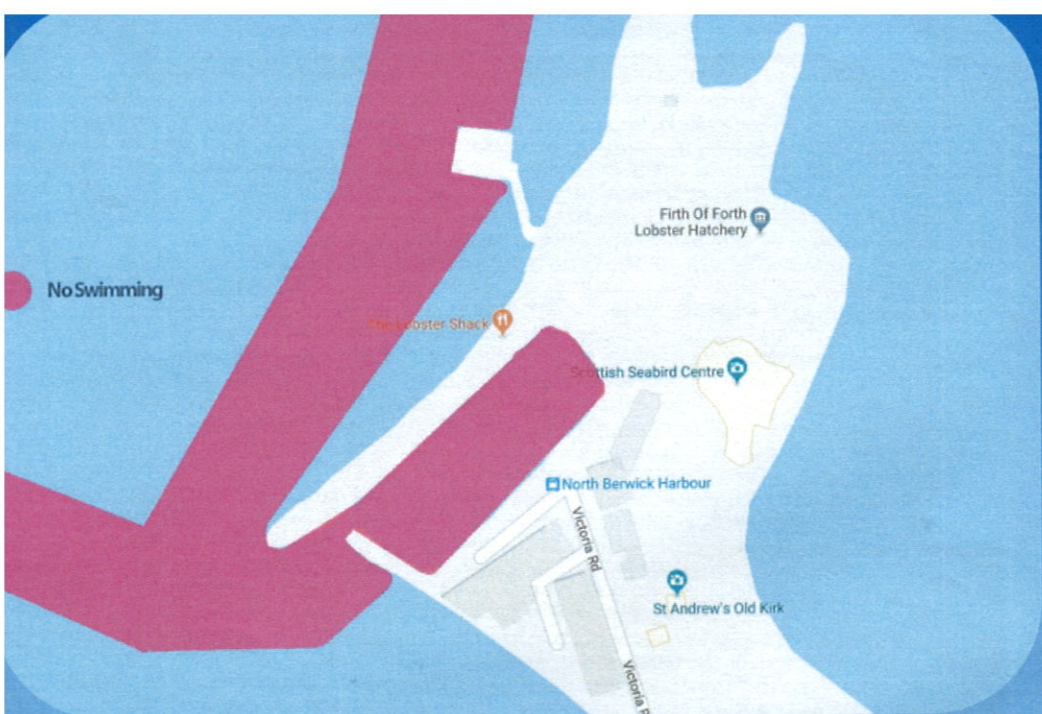 Firth Of Forth
Lobster Hatchery
No Swimming
The Lobster Shack
Scottish Seabird Centre
North Berwick Harbour
Victoria Rd
St Andrew's Old Kirk
Victoria R